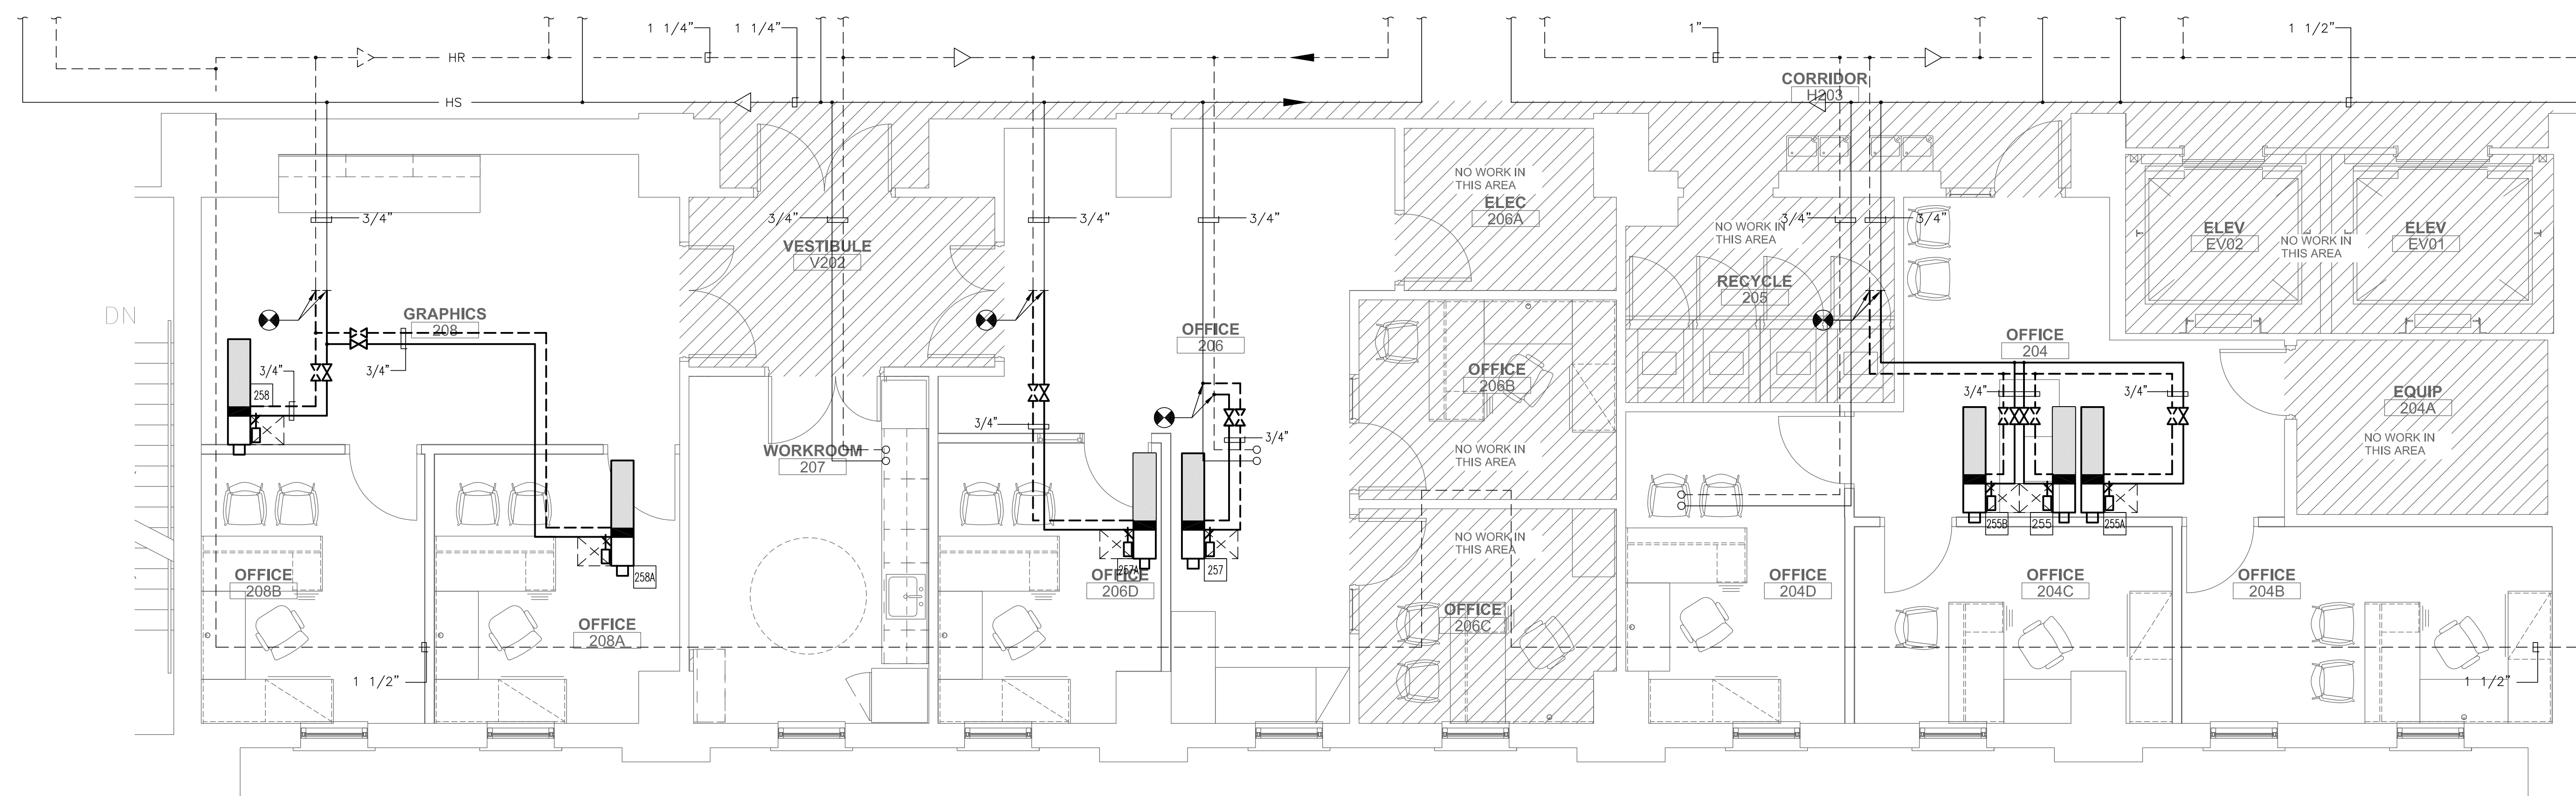 1 1/4"
1 1/4"
1"
1 1/2"
HR
HS
CORRIDOR
H203
NO WORK IN
THIS AREA
ELEC
206A
3/4"
3/4"
3/4"
3/4"
3/4"
3/4"
NO WORK IN
THIS AREA
VESTIBULE
V202
ELEV
EV02
NO WORK IN
THIS AREA
ELEV
EV01
RECYCLE
205
DN
GRAPHICS
208
OFFICE
206
OFFICE
204
3/4"
3/4"
258
OFFICE
206B
3/4"
3/4"
EQUIP
204A
3/4"
3/4"
WORKROOM
207
NO WORK IN
THIS AREA
NO WORK IN
THIS AREA
255B
255
255A
NO WORK IN
THIS AREA
258A
257A
257
OFFICE
208B
OFFICE
206D
OFFICE
204D
OFFICE
204C
OFFICE
204B
OFFICE
208A
OFFICE
206C
1 1/2"
1 1/2"